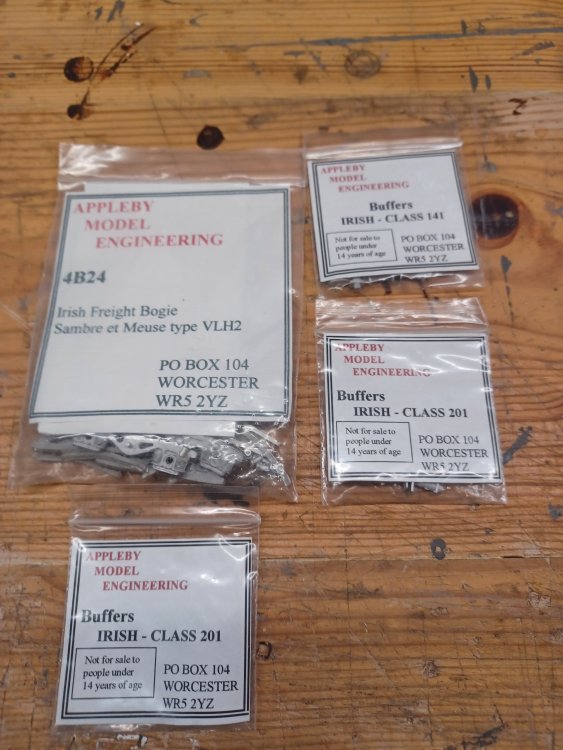 APPLEBY
MODEL
ENGINEERING
4B24
Irish Freight Bogie
Sambre et Meuse type VLH2
PO BOX 104
WORCESTER
WR5 2YZ
APPLEBY
MODEL
ENGINEERING
Buffers
IRISH - CLASS 141
Not for sale to
people under
14 years of age
PO BOX 104
WORCESTER
WR5 2YZ
APPLEBY
MODEL
ENGINEERING
Buffers
IRISH - CLASS 201
Not for sale to
people under
14 years of age
PO BOX 104
WORCESTER
WR5 2YZ
APPLEBY
MODEL
ENGINEERING
Buffers
IRISH - CLASS 201
Not for sale to
people under
14 years of age
PO BOX 104
WORCESTER
WR5 2YZ